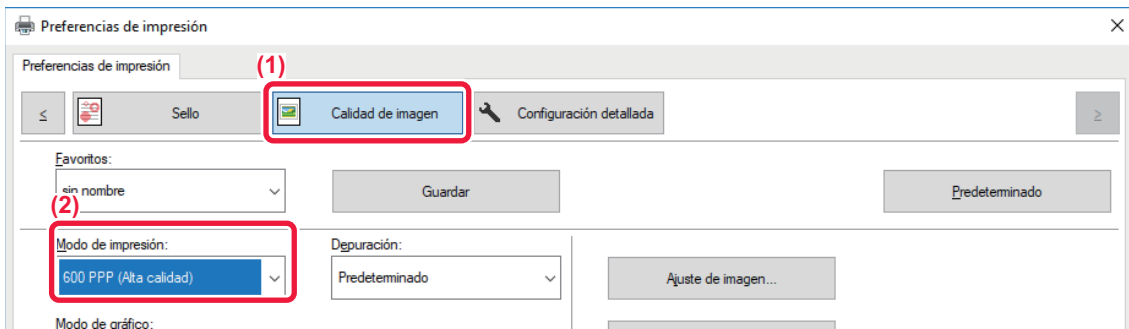 Preferencias de impresión
Preferencias de impresión
(1)
< Sello Calidad de imagen Configuración detallada >
Favoritos:
sin nombre Guardar Predeterminado
(2)
Modo de impresión: Depuración:
600 PPP (Alta calidad) Predeterminado Ajuste de imagen...
Modo de gráfico: